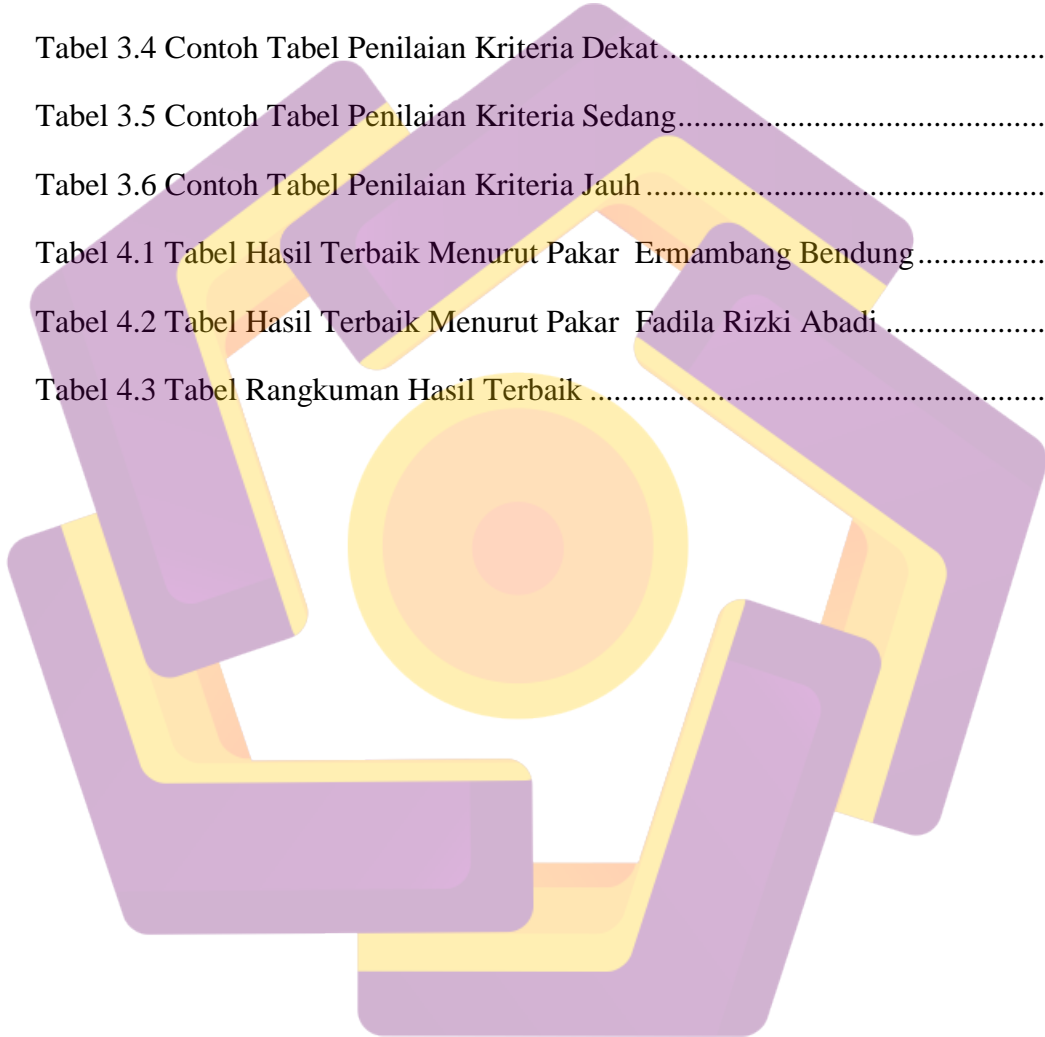 Tabel 3.4 Contoh Tabel Penilaian Kriteria Dekat................................................
Tabel 3.5 Contoh Tabel Penilaian Kriteria Sedang..............................................
Tabel 3.6 Contoh Tabel Penilaian Kriteria Jauh ..................................................
Tabel 4.1 Tabel Hasil Terbaik Menurut Pakar  Ermambang Bendung................
Tabel 4.2 Tabel Hasil Terbaik Menurut Pakar  Fadila Rizki Abadi ....................
Tabel 4.3 Tabel Rangkuman Hasil Terbaik .........................................................